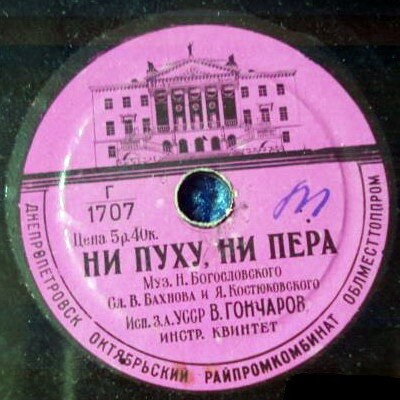 Г
1707
Цена 5р.40к.
НИ ПУХУ, НИ ПЕРА
Муз. Н. Богословского
Сл. В. Бахнова и Я. Костюковского
Исп. З.А. УССР В. ГОНЧАРОВ
ИНСТР. КВИНТЕТ
ДНЕПРОПЕТРОВСК ОКТЯБРЬСКИЙ РАЙПРОМКОМБИНАТ ОБЛМЕСТТОППРОМ